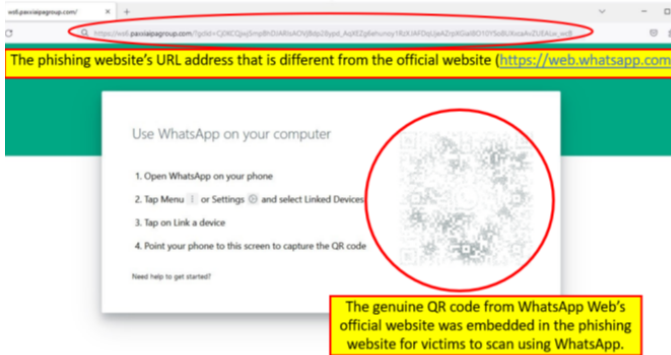 https://
.passiaipagroup.com/
The phishing website's URL address that is different from the official website (https://web.whatsapp.com
Use WhatsApp on your computer
1. Open WhatsApp on your phone
2. Tap Menu or Settings and select Linked Devices
3. Tap on Link a device
4. Point your phone to this screen to capture the QR code
Need help to get started?
The genuine QR code from WhatsApp Web's
official website was embedded in the phishing
website for victims to scan using WhatsApp.